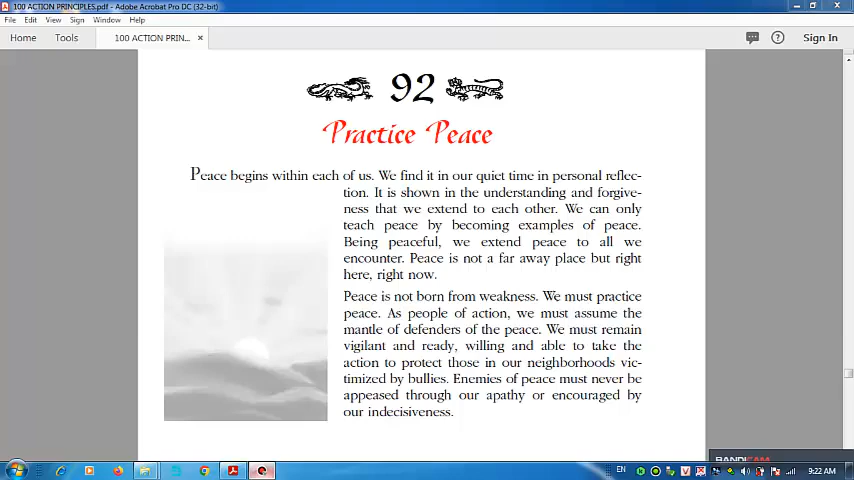 100 ACTION PRINCIPLES.pdf - Adobe Acrobat Pro DC (32-bit)
File Edit View Sign Window Help
Home Tools 100 ACTION PRIN... × Sign In
92
Practice Peace
Peace begins within each of us. We find it in our quiet time in personal reflec-
tion. It is shown in the understanding and forgive-
ness that we extend to each other. We can only
teach peace by becoming examples of peace.
Being peaceful, we extend peace to all we
encounter. Peace is not a far away place but right
here, right now.
Peace is not born from weakness. We must practice
peace. As people of action, we must assume the
mantle of defenders of the peace. We must remain
vigilant and ready, willing and able to take the
action to protect those in our neighborhoods vic-
timized by bullies. Enemies of peace must never be
appeased through our apathy or encouraged by
our indecisiveness.
BANDICAM
EN 9:22 AM